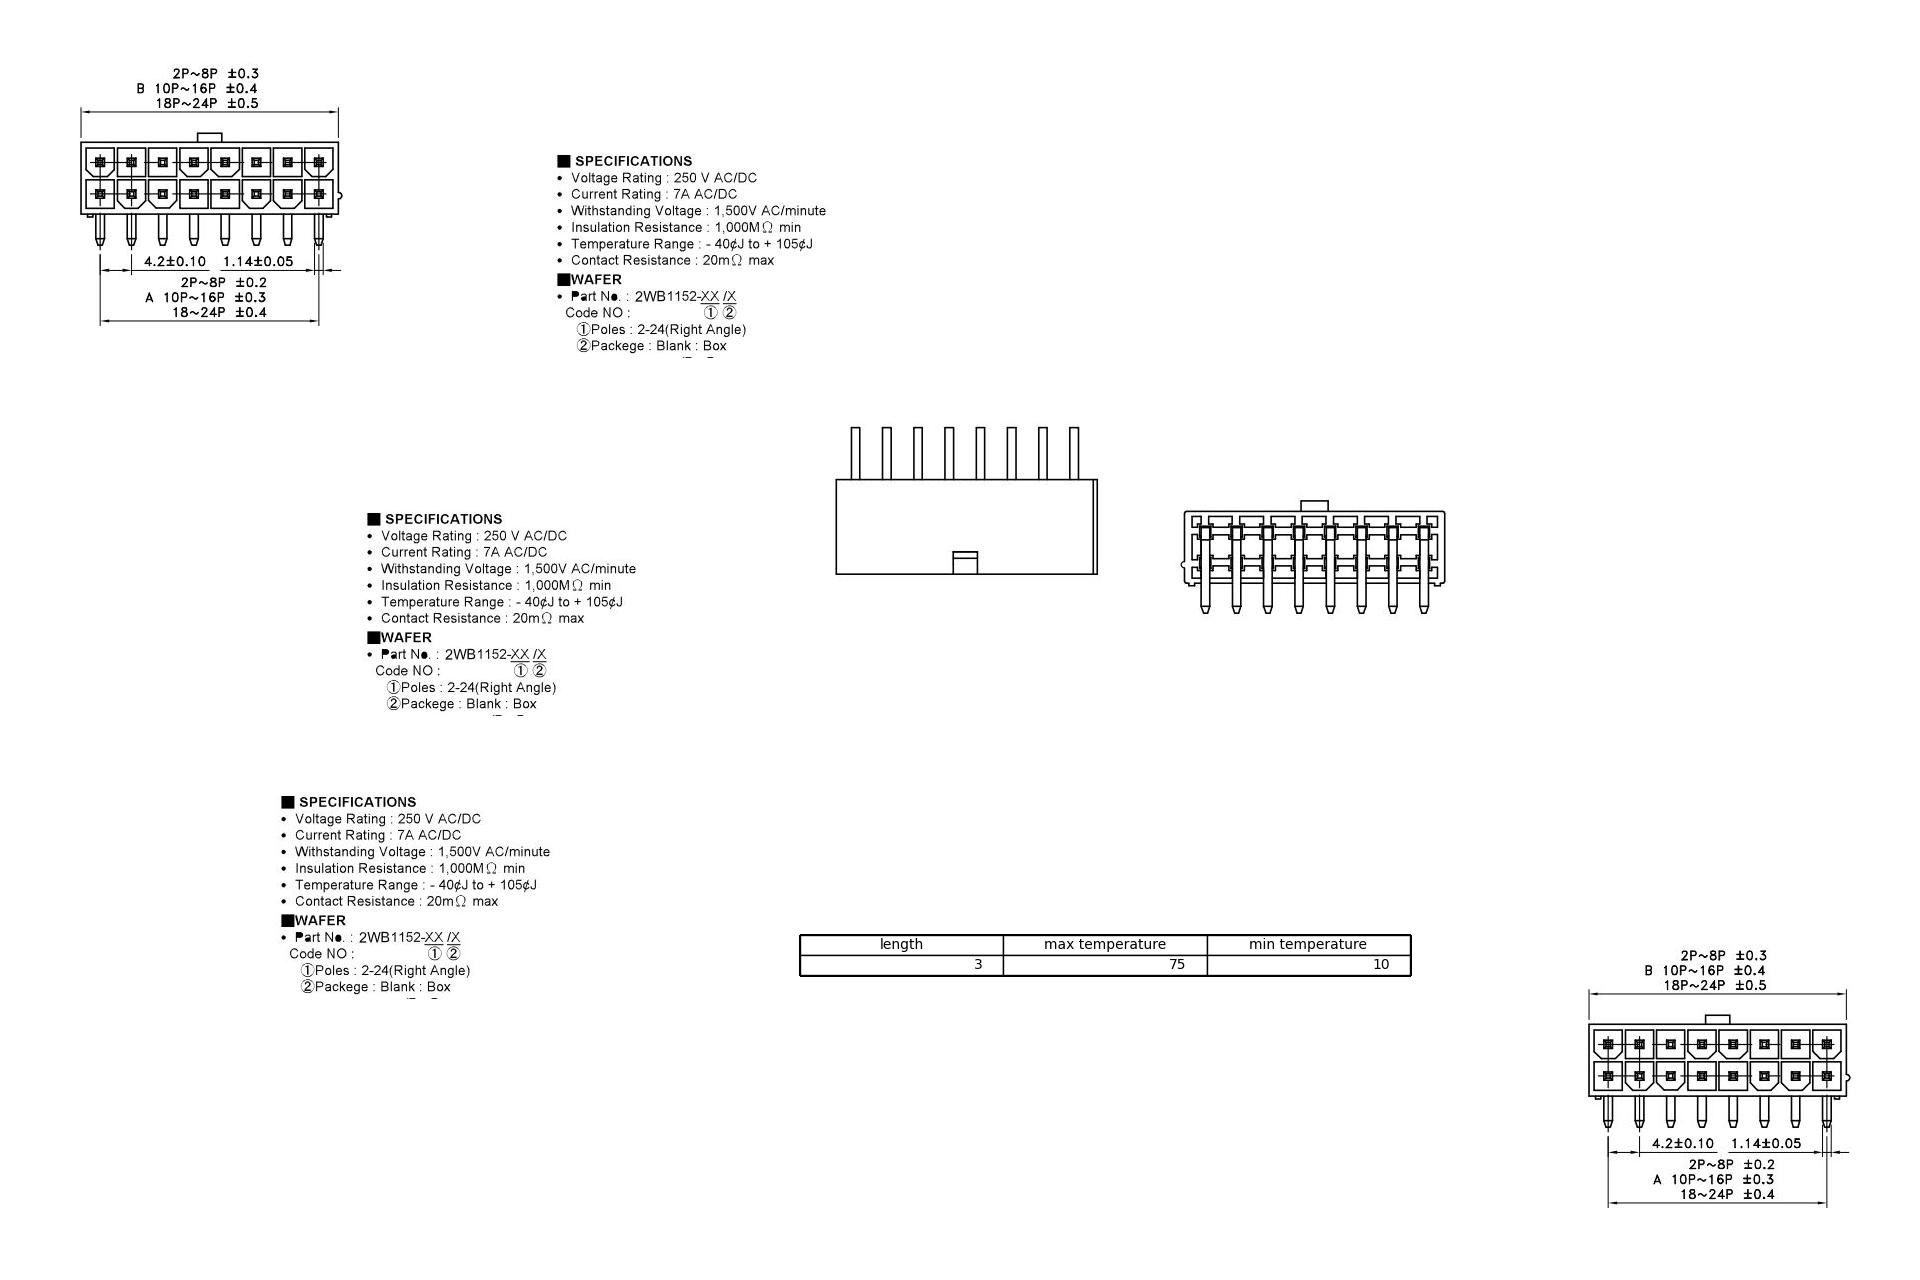 2P~8P ±0.3
B 10P~16P ±0.4
18P~24P ±0.5
4.2±0.10 1.14±0.05
2P~8P ±0.2
A 10P~16P ±0.3
18~24P ±0.4
■ SPECIFICATIONS
• Voltage Rating : 250 V AC/DC
• Current Rating : 7A AC/DC
• Withstanding Voltage : 1,500V AC/minute
• Insulation Resistance : 1,000MΩ min
• Temperature Range : - 40¢J to + 105¢J
• Contact Resistance : 20mΩ max
■WAFER
• Part No. : 2WB1152-XX /X
Code NO : ① ②
①Poles : 2-24(Right Angle)
②Packege : Blank : Box
■ SPECIFICATIONS
• Voltage Rating : 250 V AC/DC
• Current Rating : 7A AC/DC
• Withstanding Voltage : 1,500V AC/minute
• Insulation Resistance : 1,000MΩ min
• Temperature Range : - 40¢J to + 105¢J
• Contact Resistance : 20mΩ max
■WAFER
• Part No. : 2WB1152-XX /X
Code NO : ① ②
①Poles : 2-24(Right Angle)
②Packege : Blank : Box
■ SPECIFICATIONS
• Voltage Rating : 250 V AC/DC
• Current Rating : 7A AC/DC
• Withstanding Voltage : 1,500V AC/minute
• Insulation Resistance : 1,000MΩ min
• Temperature Range : - 40¢J to + 105¢J
• Contact Resistance : 20mΩ max
■WAFER
• Part No. : 2WB1152-XX /X
Code NO : ① ②
①Poles : 2-24(Right Angle)
②Packege : Blank : Box
length max temperature min temperature
3 75 10
2P~8P ±0.3
B 10P~16P ±0.4
18P~24P ±0.5
4.2±0.10 1.14±0.05
2P~8P ±0.2
A 10P~16P ±0.3
18~24P ±0.4